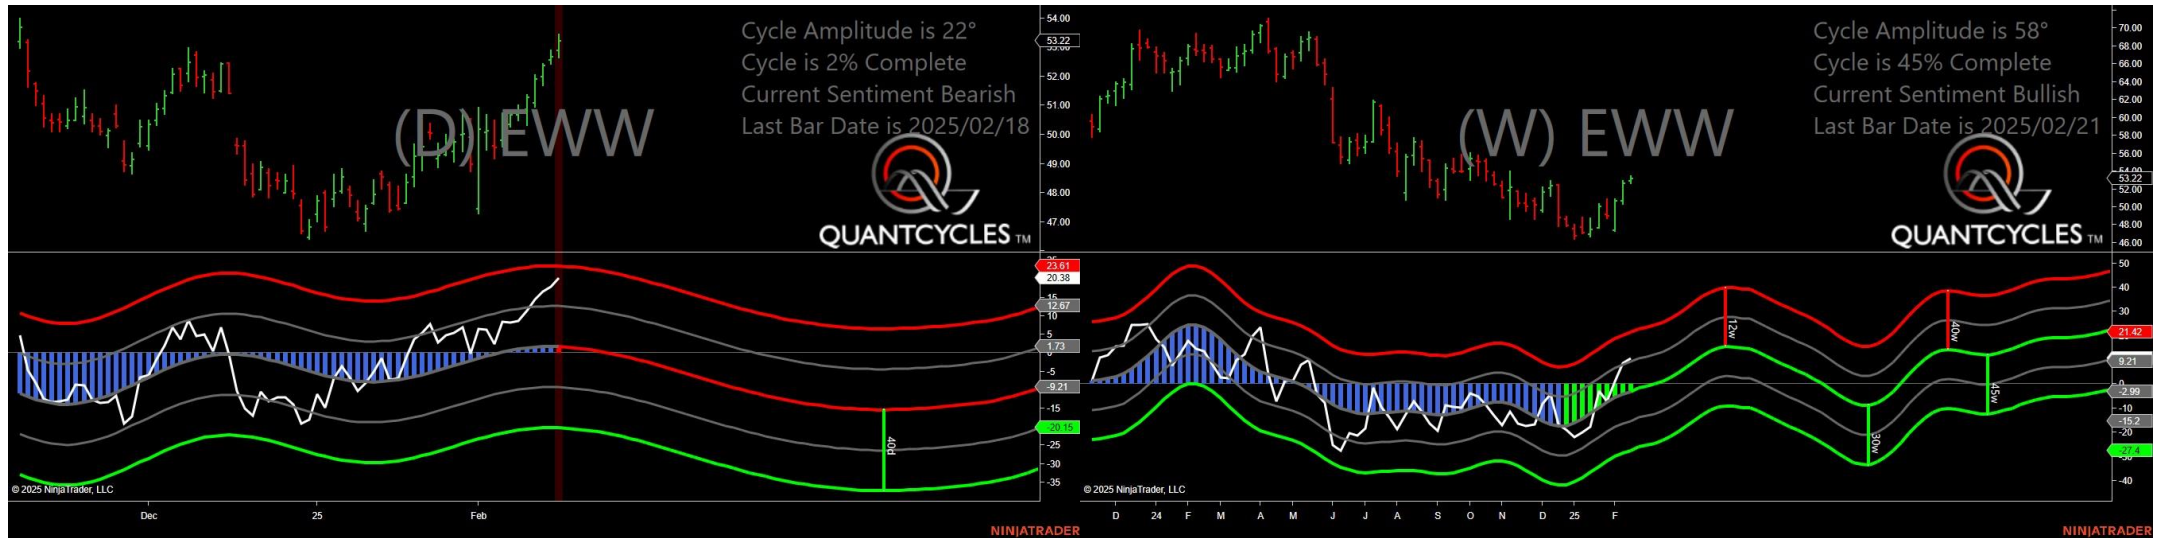 Cycle Amplitude is 22°
Cycle is 2% Complete
Current Sentiment Bearish
Last Bar Date is 2025/02/18
(D) EWW
QUANTCYCLES TM
54.00
53.22
52.00
51.00
50.00
49.00
48.00
47.00
23.61
20.38
15
12.67
10
5
1.73
-5
-9.21
-15
-20.15
-25
-30
-35
40d
© 2025 NinjaTrader, LLC
Dec
25
Feb
NINJATRADER
Cycle Amplitude is 58°
Cycle is 45% Complete
Current Sentiment Bullish
Last Bar Date is 2025/02/21
(W) EWW
QUANTCYCLES TM
70.00
68.00
66.00
64.00
62.00
60.00
58.00
56.00
53.22
52.00
50.00
48.00
46.00
50
40
30
21.42
9.21
0
-2.99
-10
-15.2
-20
-27.4
-40
12w
30w
40w
45w
© 2025 NinjaTrader, LLC
D 24 F M A M J J A S O N D 25 F
NINJATRADER